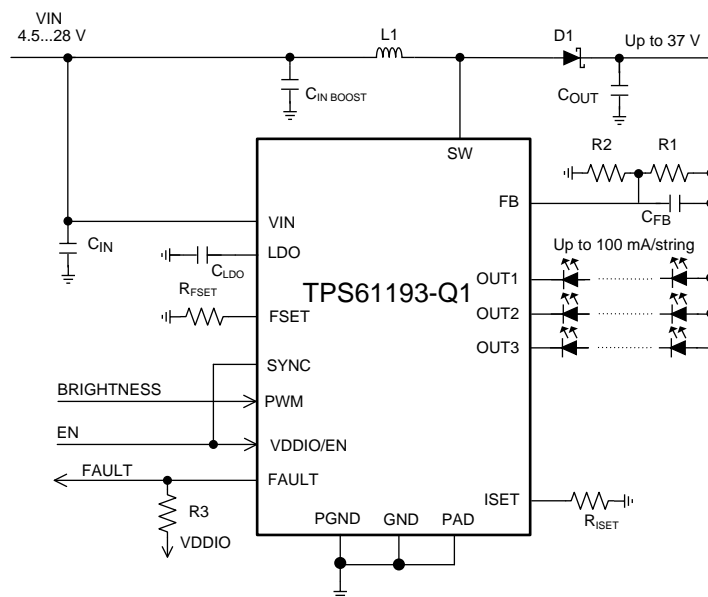 VIN
4.5...28 V
L1
D1
Up to 37 V
CIN BOOST
COUT
SW
R2
R1
FB
CFB
VIN
CIN
LDO
CLDO
Up to 100 mA/string
RFSET
TPS61193-Q1
OUT1
FSET
OUT2
OUT3
SYNC
BRIGHTNESS
PWM
EN
VDDIO/EN
FAULT
FAULT
ISET
R3
PGND
GND
PAD
RISET
VDDIO